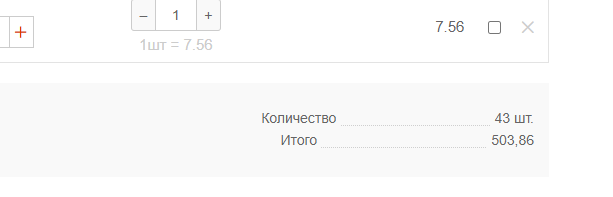 + – 1 + 7.56
1шт = 7.56
Количество 43 шт.
Итого 503,86